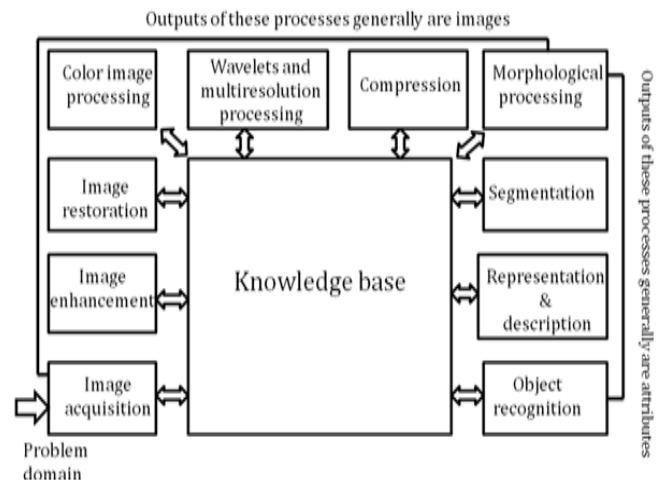 Outputs of these processes generally are images
Color image
processing
Wavelets and
multiresolution
processing
Compression
Morphological
processing
Image
restoration
Segmentation
Image
enhancement
Knowledge base
Representation
&
description
Image
acquisition
Object
recognition
Problem
domain
Outputs of these processes generally are attributes